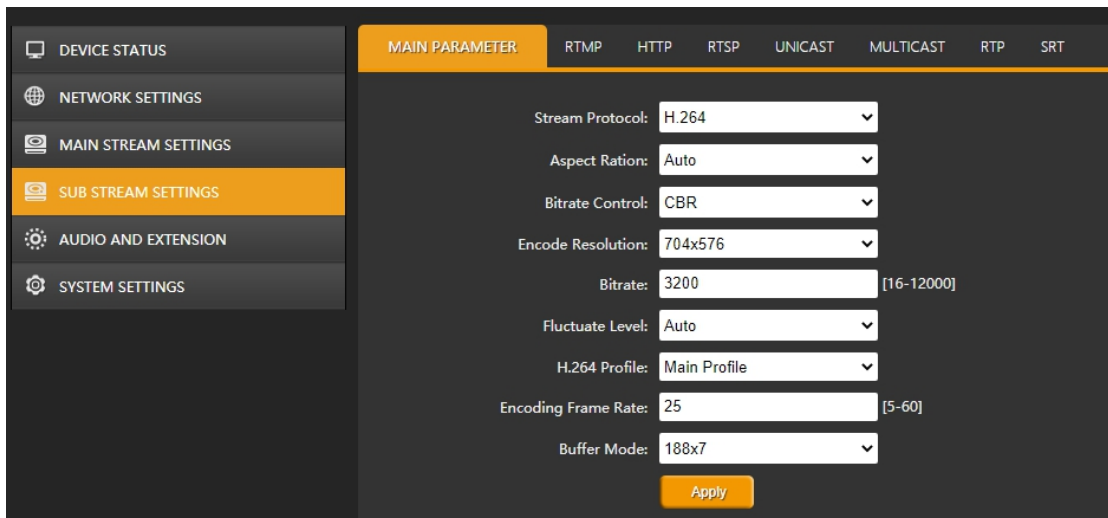 DEVICE STATUS
NETWORK SETTINGS
MAIN STREAM SETTINGS
SUB STREAM SETTINGS
AUDIO AND EXTENSION
SYSTEM SETTINGS
MAIN PARAMETER RTMP HTTP RTSP UNICAST MULTICAST RTP SRT
Stream Protocol: H.264
Aspect Ration: Auto
Bitrate Control: CBR
Encode Resolution: 704x576
Bitrate: 3200 [16-12000]
Fluctuate Level: Auto
H.264 Profile: Main Profile
Encoding Frame Rate: 25 [5-60]
Buffer Mode: 188x7
Apply